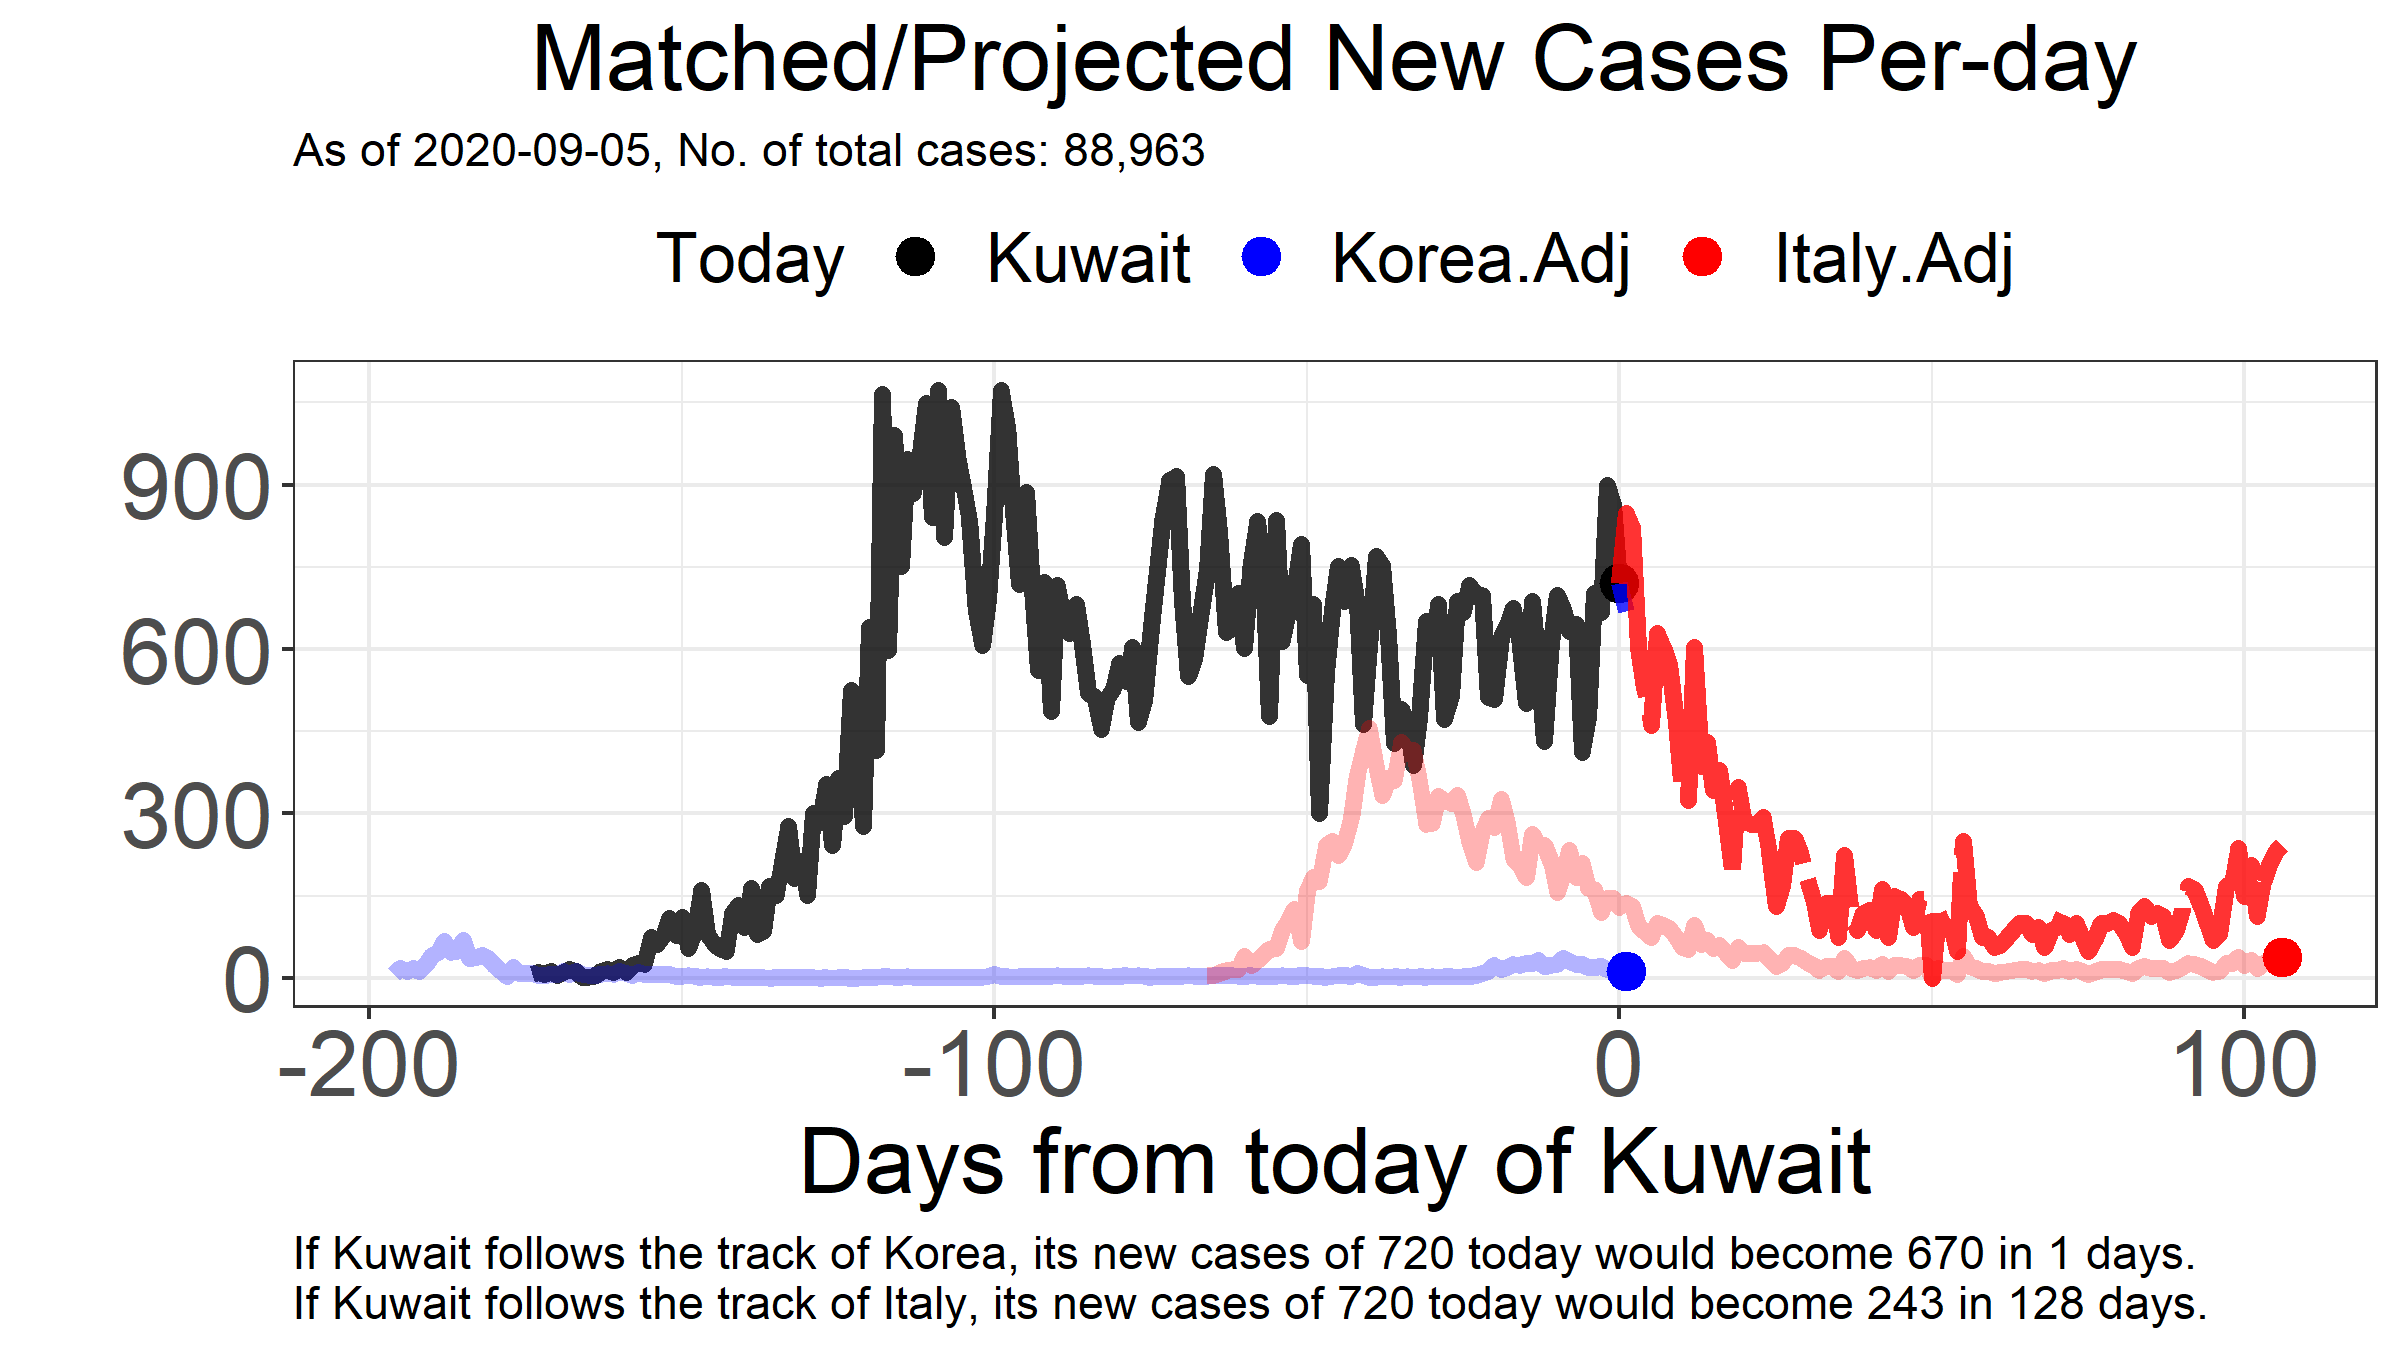 Matched/Projected New Cases Per-day
As of 2020-09-05, No. of total cases: 88,963
Today Kuwait Korea.Adj Italy.Adj
900
600
300
0
-200 -100 0 100
Days from today of Kuwait
If Kuwait follows the track of Korea, its new cases of 720 today would become 670 in 1 days.
If Kuwait follows the track of Italy, its new cases of 720 today would become 243 in 128 days.